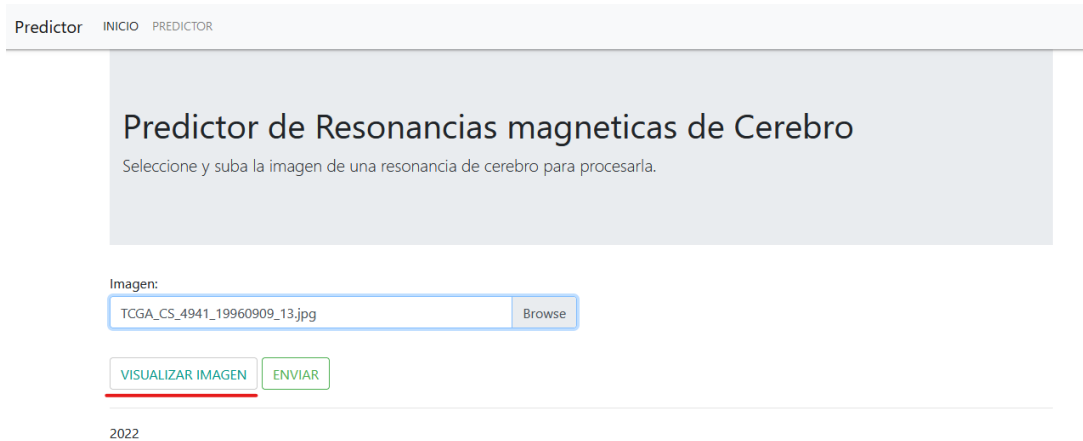 Predictor INICIO PREDICTOR
Predictor de Resonancias magneticas de Cerebro
Seleccione y suba la imagen de una resonancia de cerebro para procesarla.
Imagen:
TCGA_CS_4941_19960909_13.jpg Browse
VISUALIZAR IMAGEN ENVIAR
2022